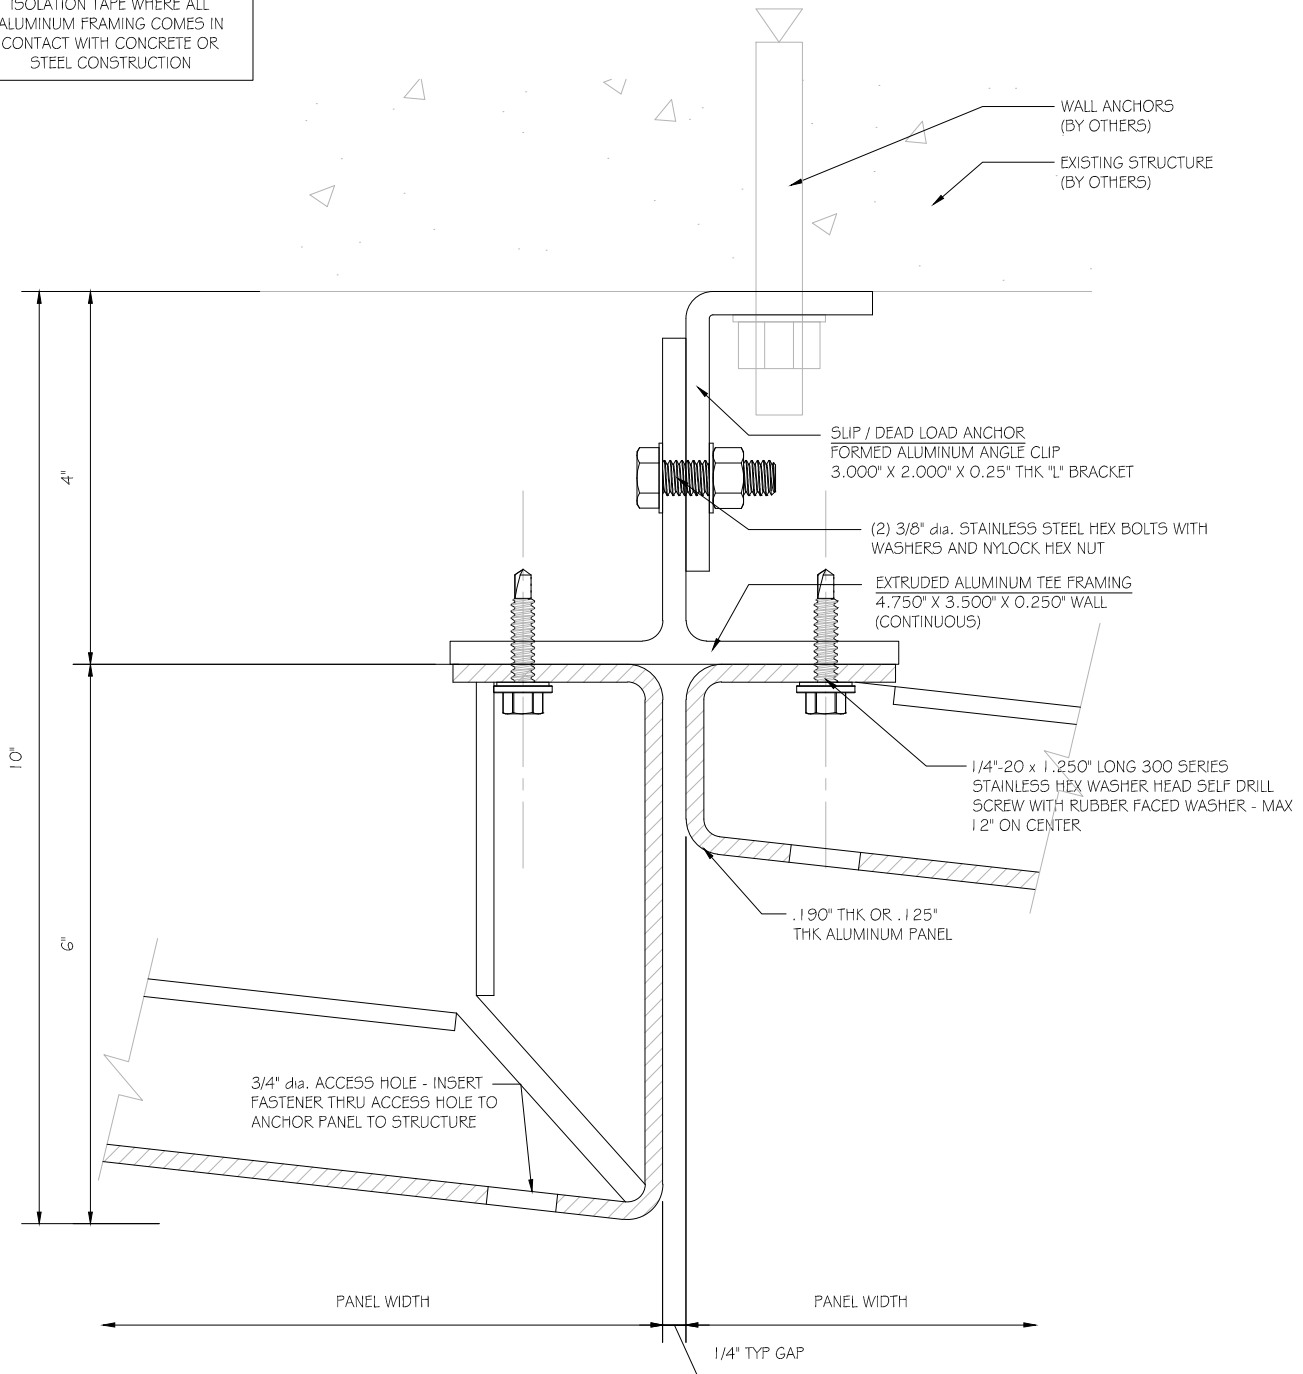 ISOLATION TAPE WHERE ALL
ALUMINUM FRAMING COMES IN
CONTACT WITH CONCRETE OR
STEEL CONSTRUCTION
WALL ANCHORS
(BY OTHERS)
EXISTING STRUCTURE
(BY OTHERS)
4"
SLIP / DEAD LOAD ANCHOR
FORMED ALUMINUM ANGLE CLIP
3.000" X 2.000" X 0.25" THK "L" BRACKET
(2) 3/8" dia. STAINLESS STEEL HEX BOLTS WITH
WASHERS AND NYLOCK HEX NUT
EXTRUDED ALUMINUM TEE FRAMING
4.750" X 3.500" X 0.250" WALL
(CONTINUOUS)
10"
1/4"-20 x 1.250" LONG 300 SERIES
STAINLESS HEX WASHER HEAD SELF DRILL
SCREW WITH RUBBER FACED WASHER - MAX
12" ON CENTER
6"
.190" THK OR .125"
THK ALUMINUM PANEL
3/4" dia. ACCESS HOLE - INSERT
FASTENER THRU ACCESS HOLE TO
ANCHOR PANEL TO STRUCTURE
PANEL WIDTH
PANEL WIDTH
1/4" TYP GAP